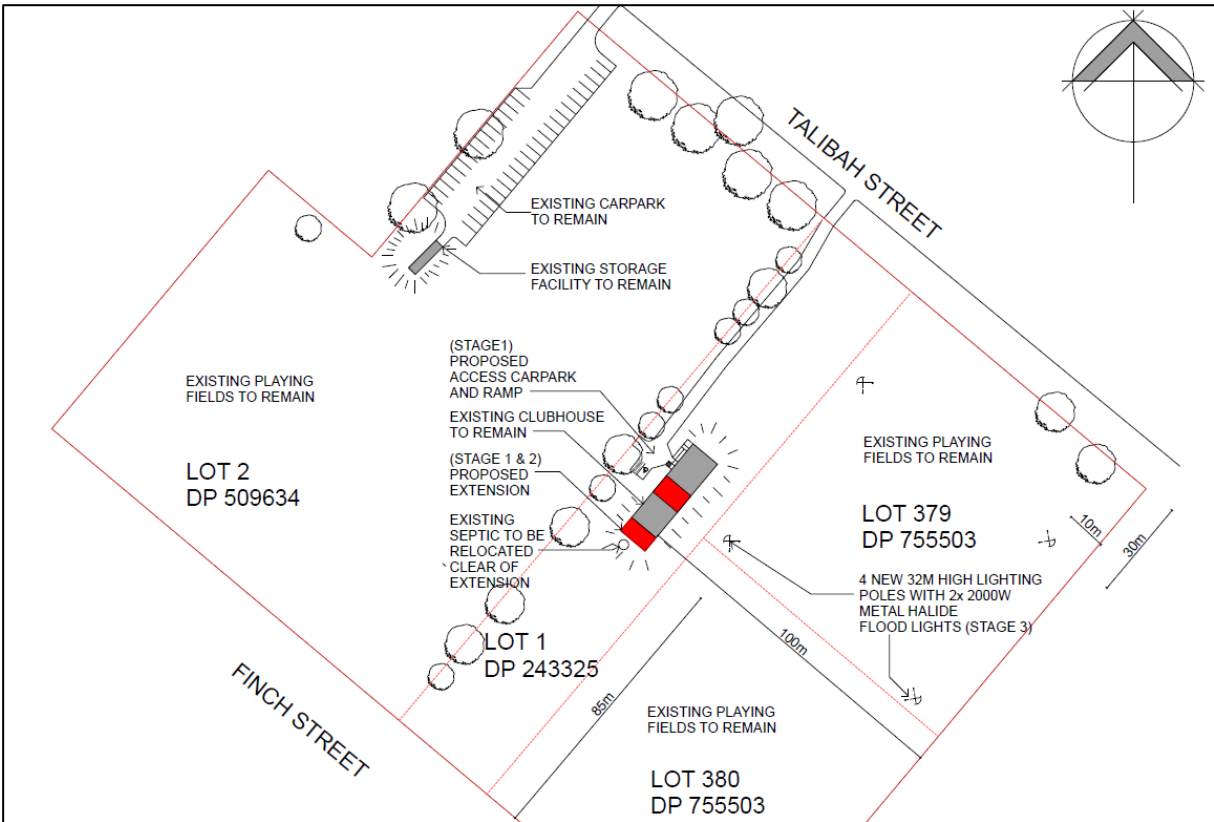 TALIBAH STREET
EXISTING CARPARK
TO REMAIN
EXISTING STORAGE
FACILITY TO REMAIN
(STAGE1)
PROPOSED
ACCESS CARPARK
AND RAMP
EXISTING CLUBHOUSE
TO REMAIN
(STAGE 1 & 2)
PROPOSED
EXTENSION
EXISTING
SEPTIC TO BE
RELOCATED
CLEAR OF
EXTENSION
EXISTING PLAYING
FIELDS TO REMAIN
LOT 2
DP 509634
EXISTING PLAYING
FIELDS TO REMAIN
LOT 379
DP 755503
10m
30m
4 NEW 32M HIGH LIGHTING
POLES WITH 2x 2000W
METAL HALIDE
FLOOD LIGHTS (STAGE 3)
LOT 1
DP 243325
100m
85m
FINCH STREET
EXISTING PLAYING
FIELDS TO REMAIN
LOT 380
DP 755503